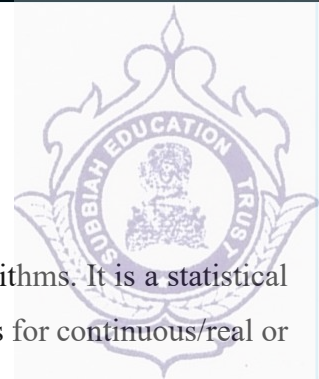 SUBBIAH EDUCATION TRUST
ithms. It is a statistical
s for continuous/real or